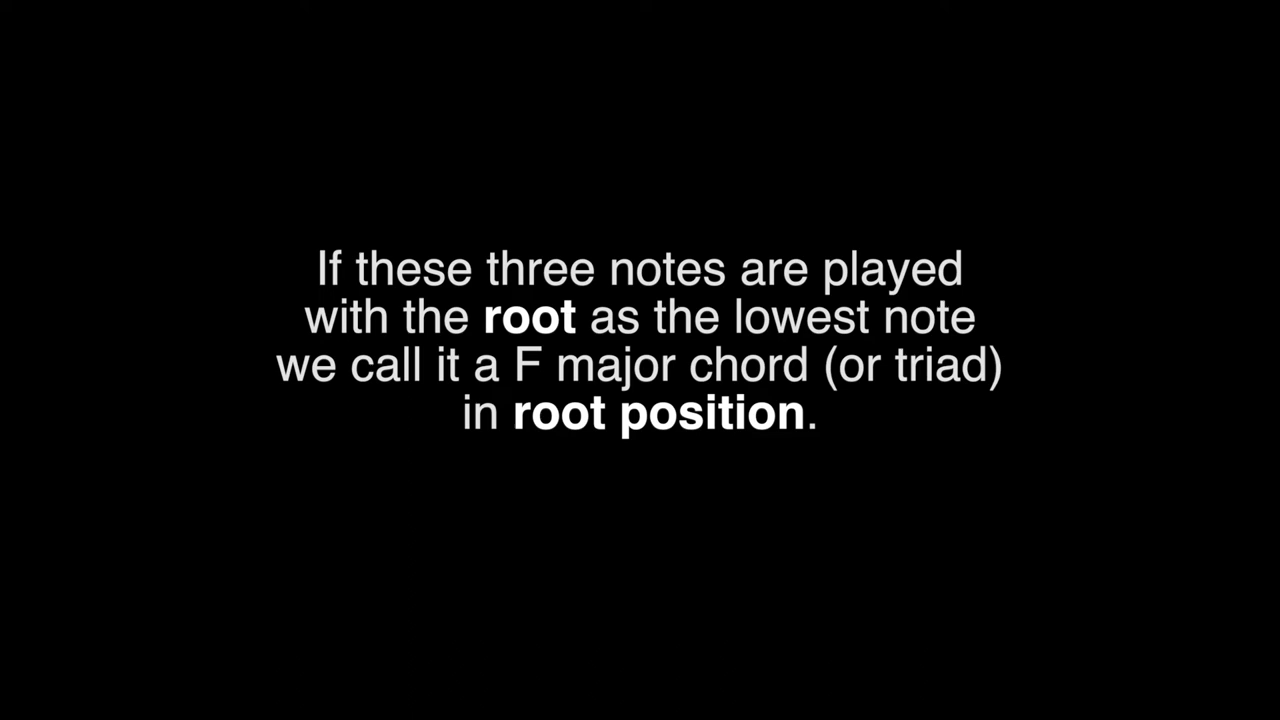 If these three notes are played
with the root as the lowest note
we call it a F major chord (or triad)
in root position.